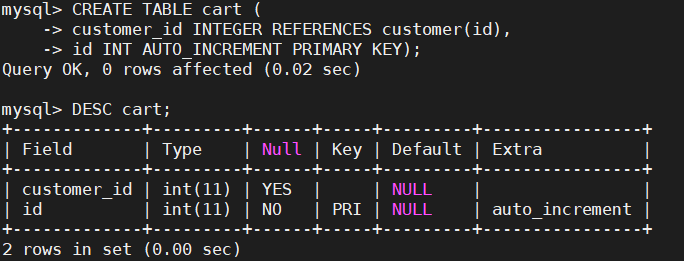 mysql> CREATE TABLE cart (
    -> customer_id INTEGER REFERENCES customer(id),
    -> id INT AUTO_INCREMENT PRIMARY KEY);
Query OK, 0 rows affected (0.02 sec)

mysql> DESC cart;
+-------------+---------+------+-----+---------+----------------+
| Field       | Type    | Null | Key | Default | Extra          |
+-------------+---------+------+-----+---------+----------------+
| customer_id | int(11) | YES  |     | NULL    |                |
| id          | int(11) | NO   | PRI | NULL    | auto_increment |
+-------------+---------+------+-----+---------+----------------+
2 rows in set (0.00 sec)